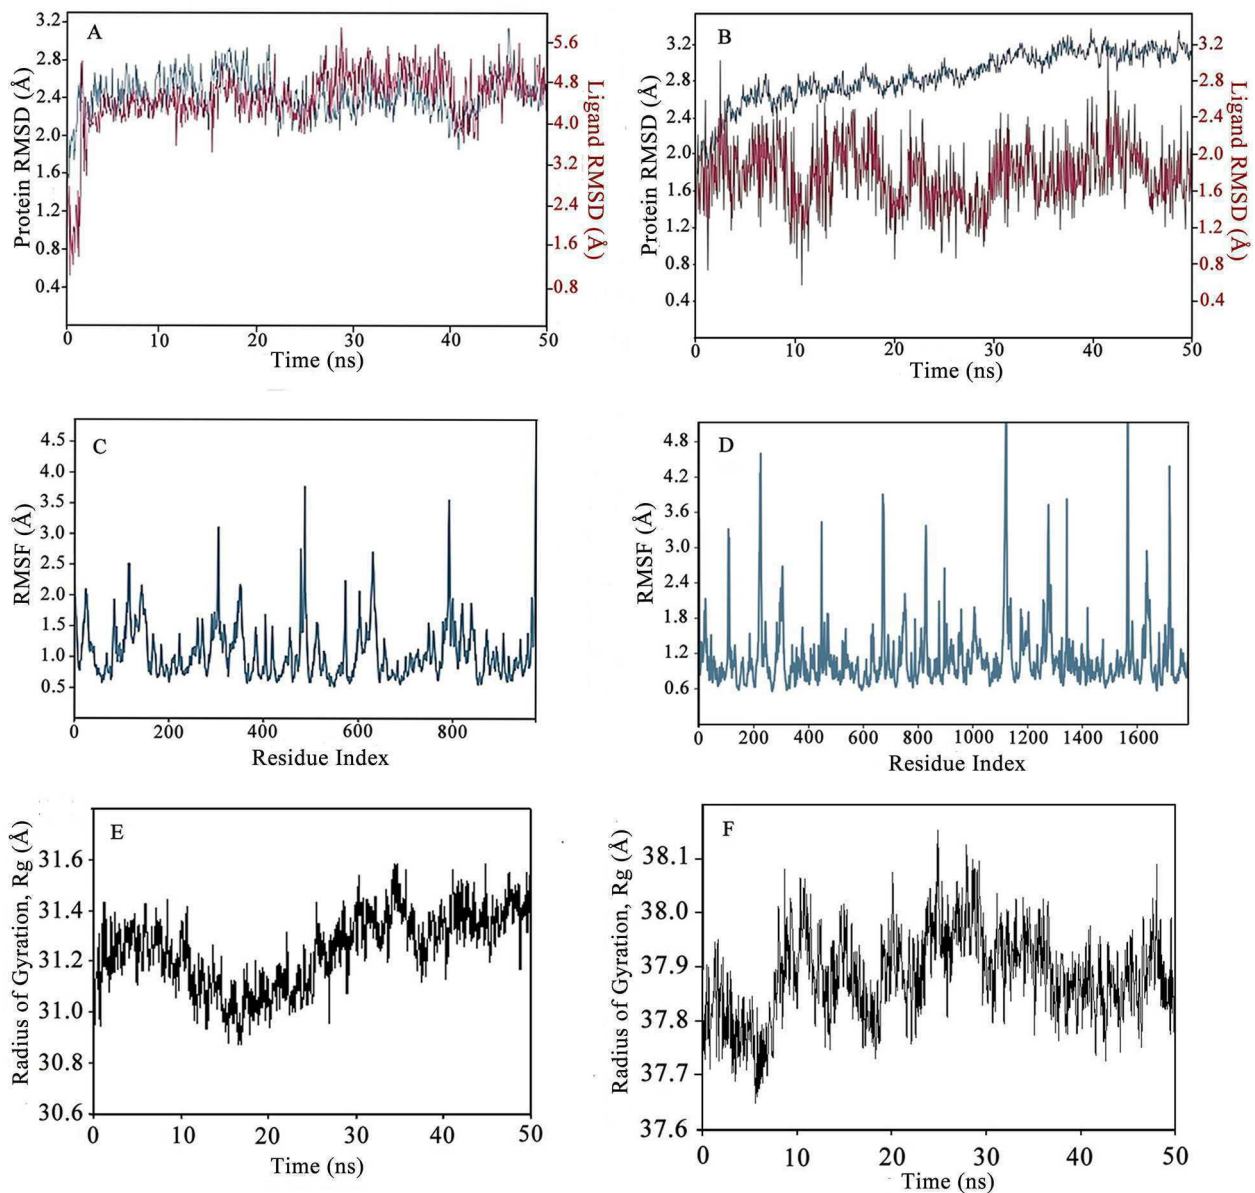 A
Protein RMSD (Å)
3.2
2.8
2.4
2.0
1.6
1.2
0.8
0.4
5.6
4.8
4.0
3.2
2.4
1.6
0.8
Ligand RMSD (Å)
0 10 20 30 40 50
Time (ns)
B
Protein RMSD (Å)
3.2
2.8
2.4
2.0
1.6
1.2
0.8
0.4
3.2
2.8
2.4
2.0
1.6
1.2
0.8
0.4
Ligand RMSD (Å)
0 10 20 30 40 50
Time (ns)
C
RMSF (Å)
4.5
4.0
3.5
3.0
2.5
2.0
1.5
1.0
0.5
0 200 400 600 800
Residue Index
D
RMSF (Å)
4.8
4.2
3.6
3.0
2.4
1.8
1.2
0.6
0 200 400 600 800 1000 1200 1400 1600
Residue Index
E
Radius of Gyration, Rg (Å)
31.6
31.4
31.2
31.0
30.8
30.6
0 10 20 30 40 50
Time (ns)
F
Radius of Gyration, Rg (Å)
38.1
38.0
37.9
37.8
37.7
37.6
0 10 20 30 40 50
Time (ns)